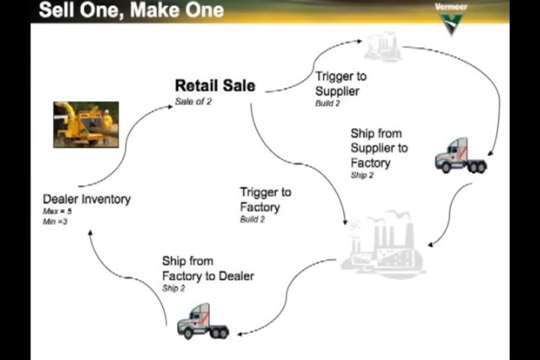 Sell One, Make One
Vermeer
Retail Sale
Sale of 2
Trigger to
Supplier
Build 2
Ship from
Supplier to
Factory
Ship 2
Dealer Inventory
Max = 5
Min =3
Trigger to
Factory
Build 2
Ship from
Factory to Dealer
Ship 2